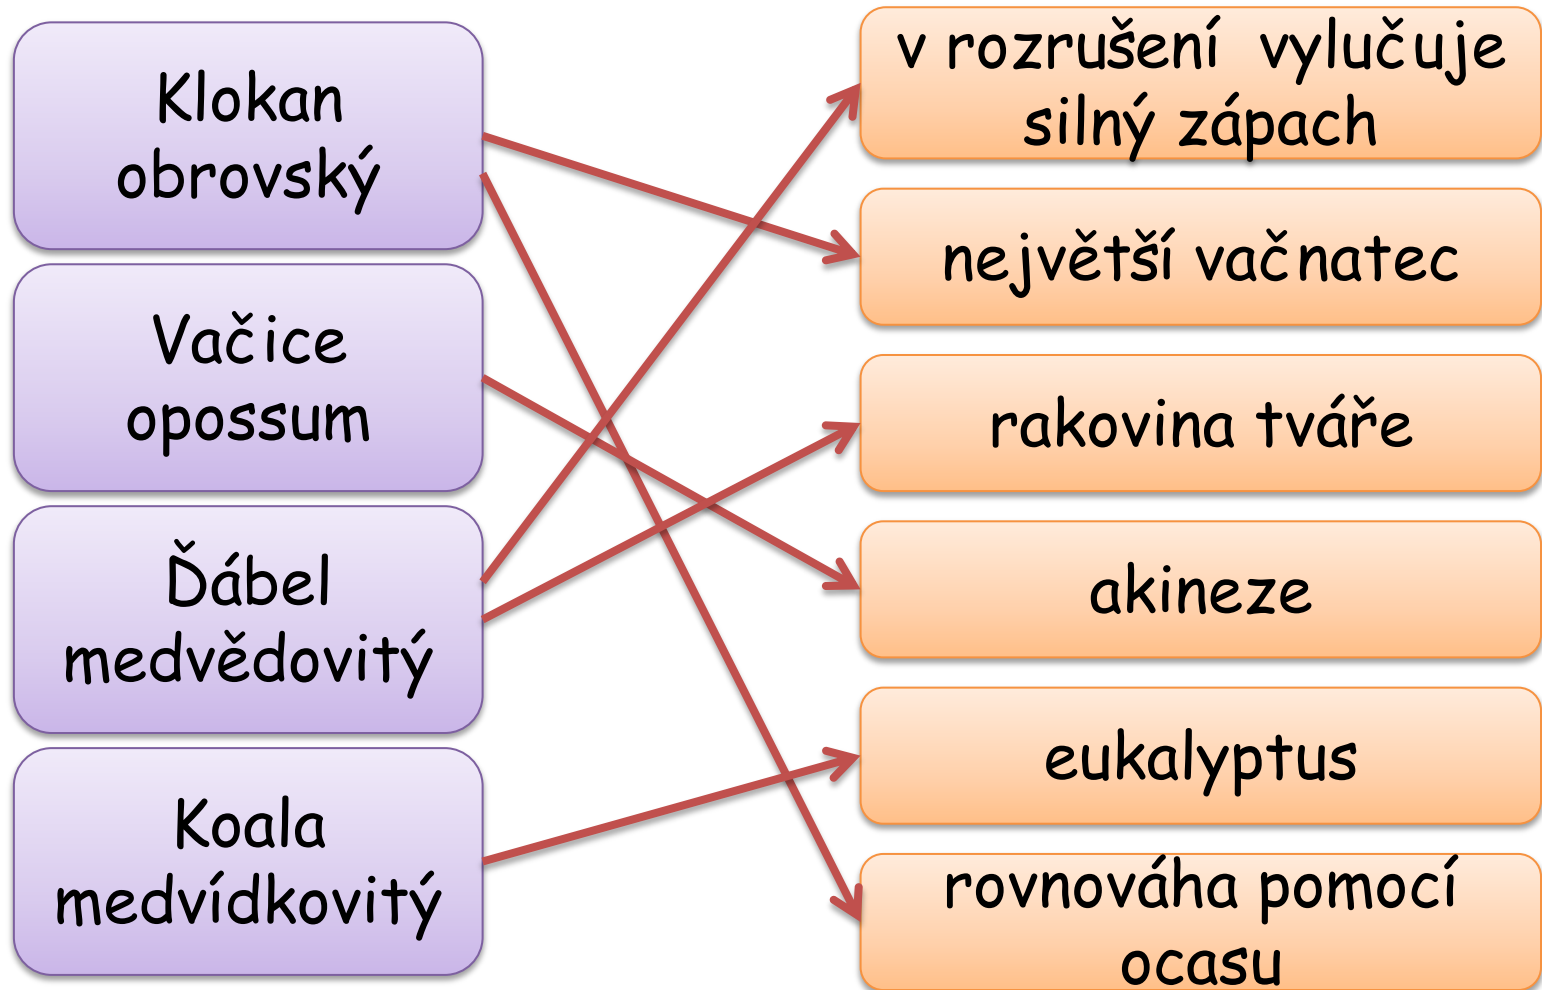 Klokan
obrovský
Vačice
opossum
Ďábel
medvědovitý
Koala
medvídkovitý
v rozrušení vylučuje
silný zápach
největší vačnatec
rakovina tváře
akineze
eukalyptus
rovnováha pomocí
ocasu